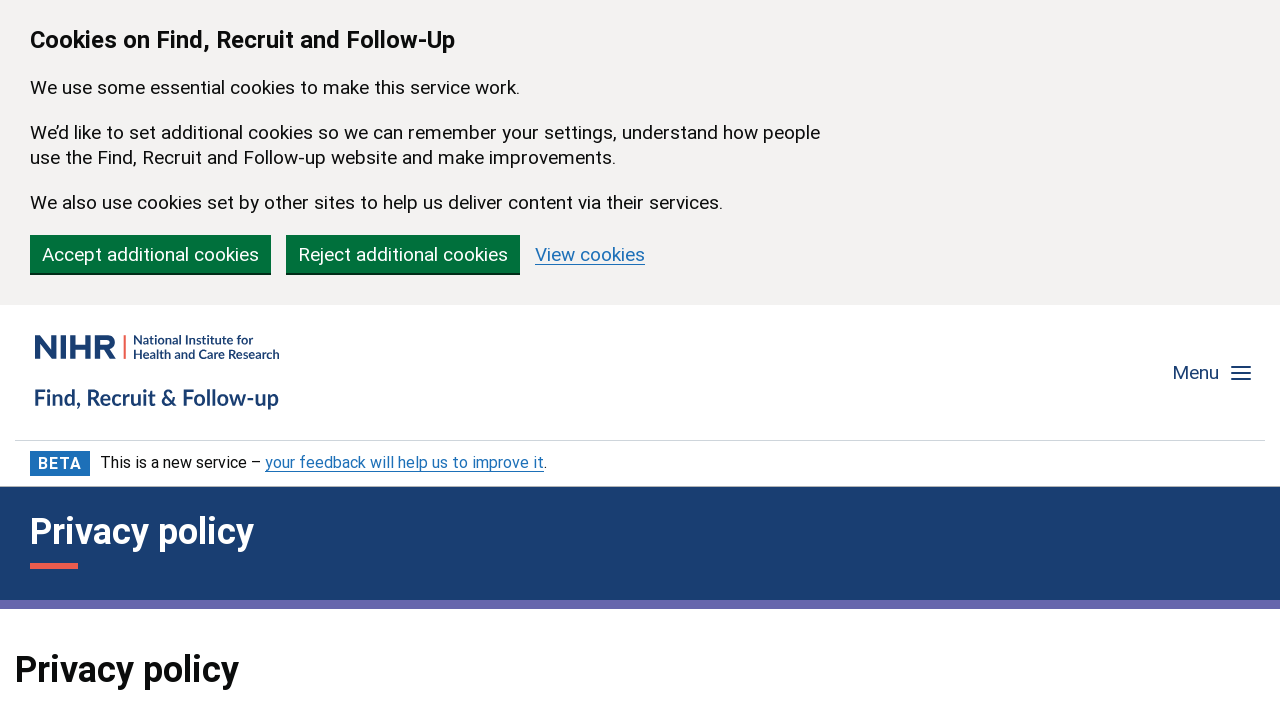 Cookies on Find, Recruit and Follow-Up
We use some essential cookies to make this service work.
We’d like to set additional cookies so we can remember your settings, understand how people
use the Find, Recruit and Follow-up website and make improvements.
We also use cookies set by other sites to help us deliver content via their services.
Accept additional cookies
Reject additional cookies
View cookies
NIHR
National Institute for
Health and Care Research
Find, Recruit & Follow-up
Menu
BETA
This is a new service – your feedback will help us to improve it.
Privacy policy
Privacy policy